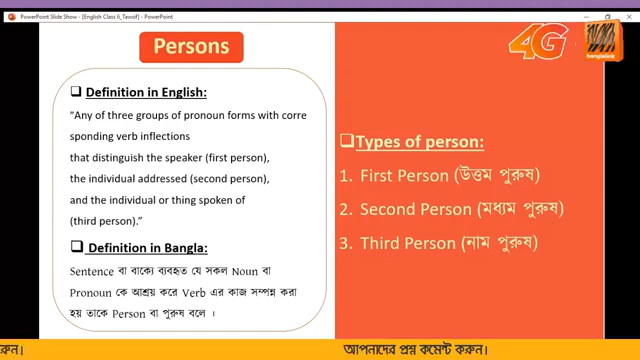 PowerPoint Slide Show - [English Class 6_Tawsif] - PowerPoint
Persons
4G
banglalink
Definition in English:
"Any of three groups of pronoun forms with corre
sponding verb inflections
that distinguish the speaker (first person),
the individual addressed (second person),
and the individual or thing spoken of
(third person)."
Definition in Bangla:
Sentence বা বাক্যে ব্যবহৃত যে সকল Noun বা
Pronoun কে আশ্রয় করে Verb এর কাজ সম্পন্ন করা
হয় তাকে Person বা পুরুষ বলে ।
Types of person:
1. First Person (উত্তম পুরুষ)
2. Second Person (মধ্যম পুরুষ)
3. Third Person (নাম পুরুষ)
রুন। আপনাদের প্রশ্ন কমেন্ট করুন।